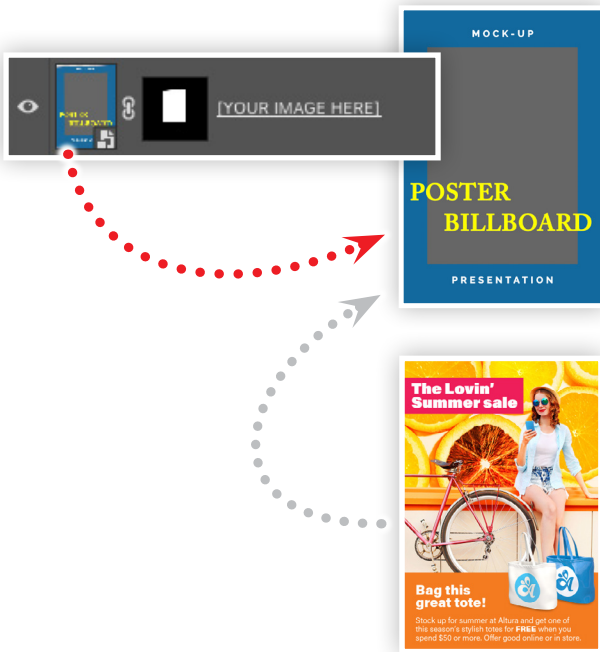 MOCK-UP
[YOUR IMAGE HERE]
POSTER
BILLBOARD
PRESENTATION
The Lovin'
Summer sale
Bag this
great tote!
Stock up for summer at Altura and get one of
this season's stylish totes for FREE when you
spend $50 or more. Offer good online or in store.